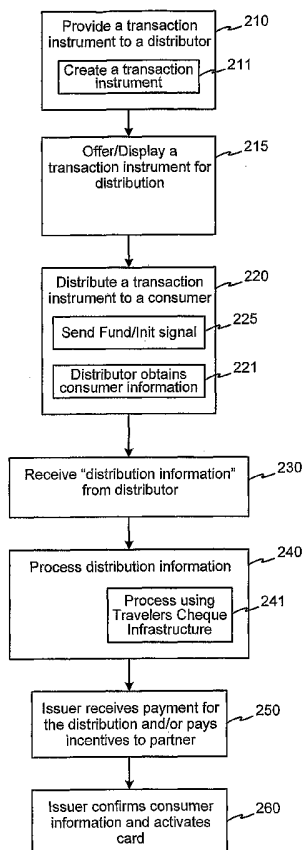 Provide a transaction
instrument to a distributor
210
Create a transaction
instrument
211
Offer/Display a
transaction instrument for
distribution
215
Distribute a transaction
instrument to a consumer
220
Send Fund/Init signal
225
Distributor obtains
consumer information
221
Receive "distribution information"
from distributor
230
Process distribution information
240
Process using
Travelers Cheque
Infrastructure
241
Issuer receives payment for
the distribution and/or pays
incentives to partner
250
Issuer confirms consumer
information and activates
card
260